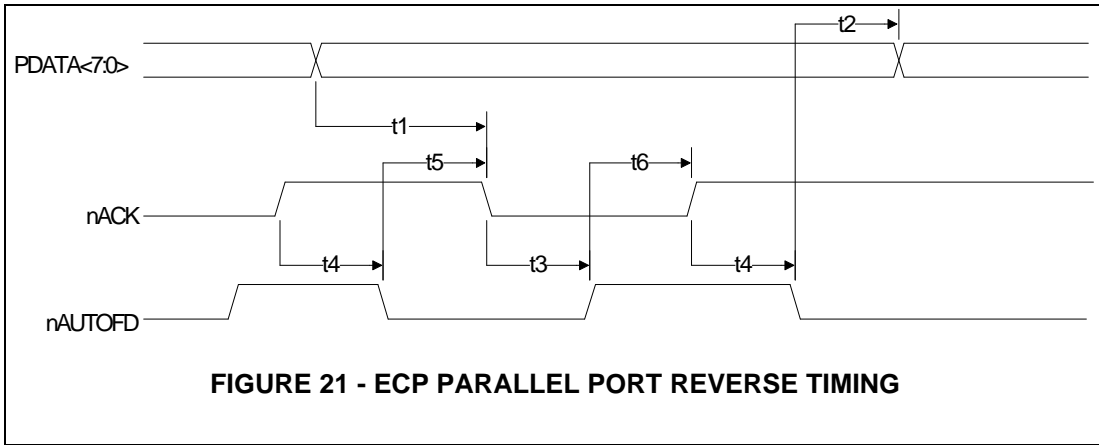 t2
PDATA<7:0>
t1
t5
t6
nACK
t4
t3
t4
nAUTOFD
FIGURE 21 - ECP PARALLEL PORT REVERSE TIMING